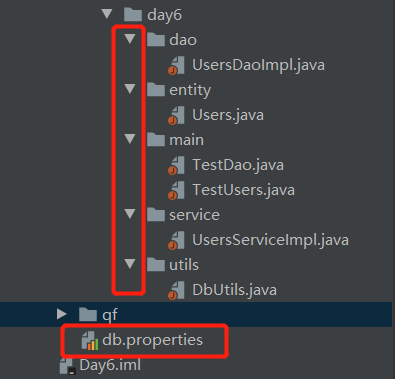 day6
dao
UsersDaoImpl.java
entity
Users.java
main
TestDao.java
TestUsers.java
service
UsersServiceImpl.java
utils
DbUtils.java
qf
db.properties
Day6.iml